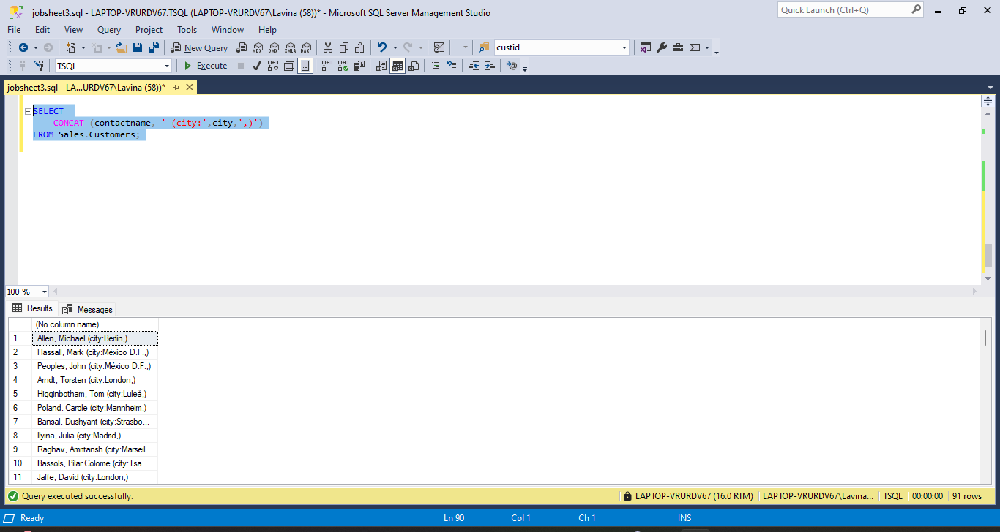 jobsheet3.sql - LAPTOP-VRURDV67.TSQL (LAPTOP-VRURDV67\Lavina (58))* - Microsoft SQL Server Management Studio
Quick Launch (Ctrl+Q)
File Edit View Query Project Tools Window Help
New Query MDX DMX XMLA DAX custid
TSQL Execute
jobsheet3.sql - LA...URDV67\Lavina (58))*
SELECT
CONCAT (contactname, ' (city:',city,',)')
FROM Sales.Customers;
100 %
Results Messages
(No column name)
1 Allen, Michael (city:Berlin,)
2 Hassall, Mark (city:México D.F.,)
3 Peoples, John (city:México D.F.,)
4 Arndt, Torsten (city:London,)
5 Higginbotham, Tom (city:Luleå,)
6 Poland, Carole (city:Mannheim,)
7 Bansal, Dushyant (city:Strasbo...
8 Ilyina, Julia (city:Madrid,)
9 Raghav, Amritansh (city:Marseil...
10 Bassols, Pilar Colome (city:Tsa...
11 Jaffe, David (city:London,)
Query executed successfully. LAPTOP-VRURDV67 (16.0 RTM) LAPTOP-VRURDV67\Lavina... TSQL 00:00:00 91 rows
Ready Ln 90 Col 1 Ch 1 INS